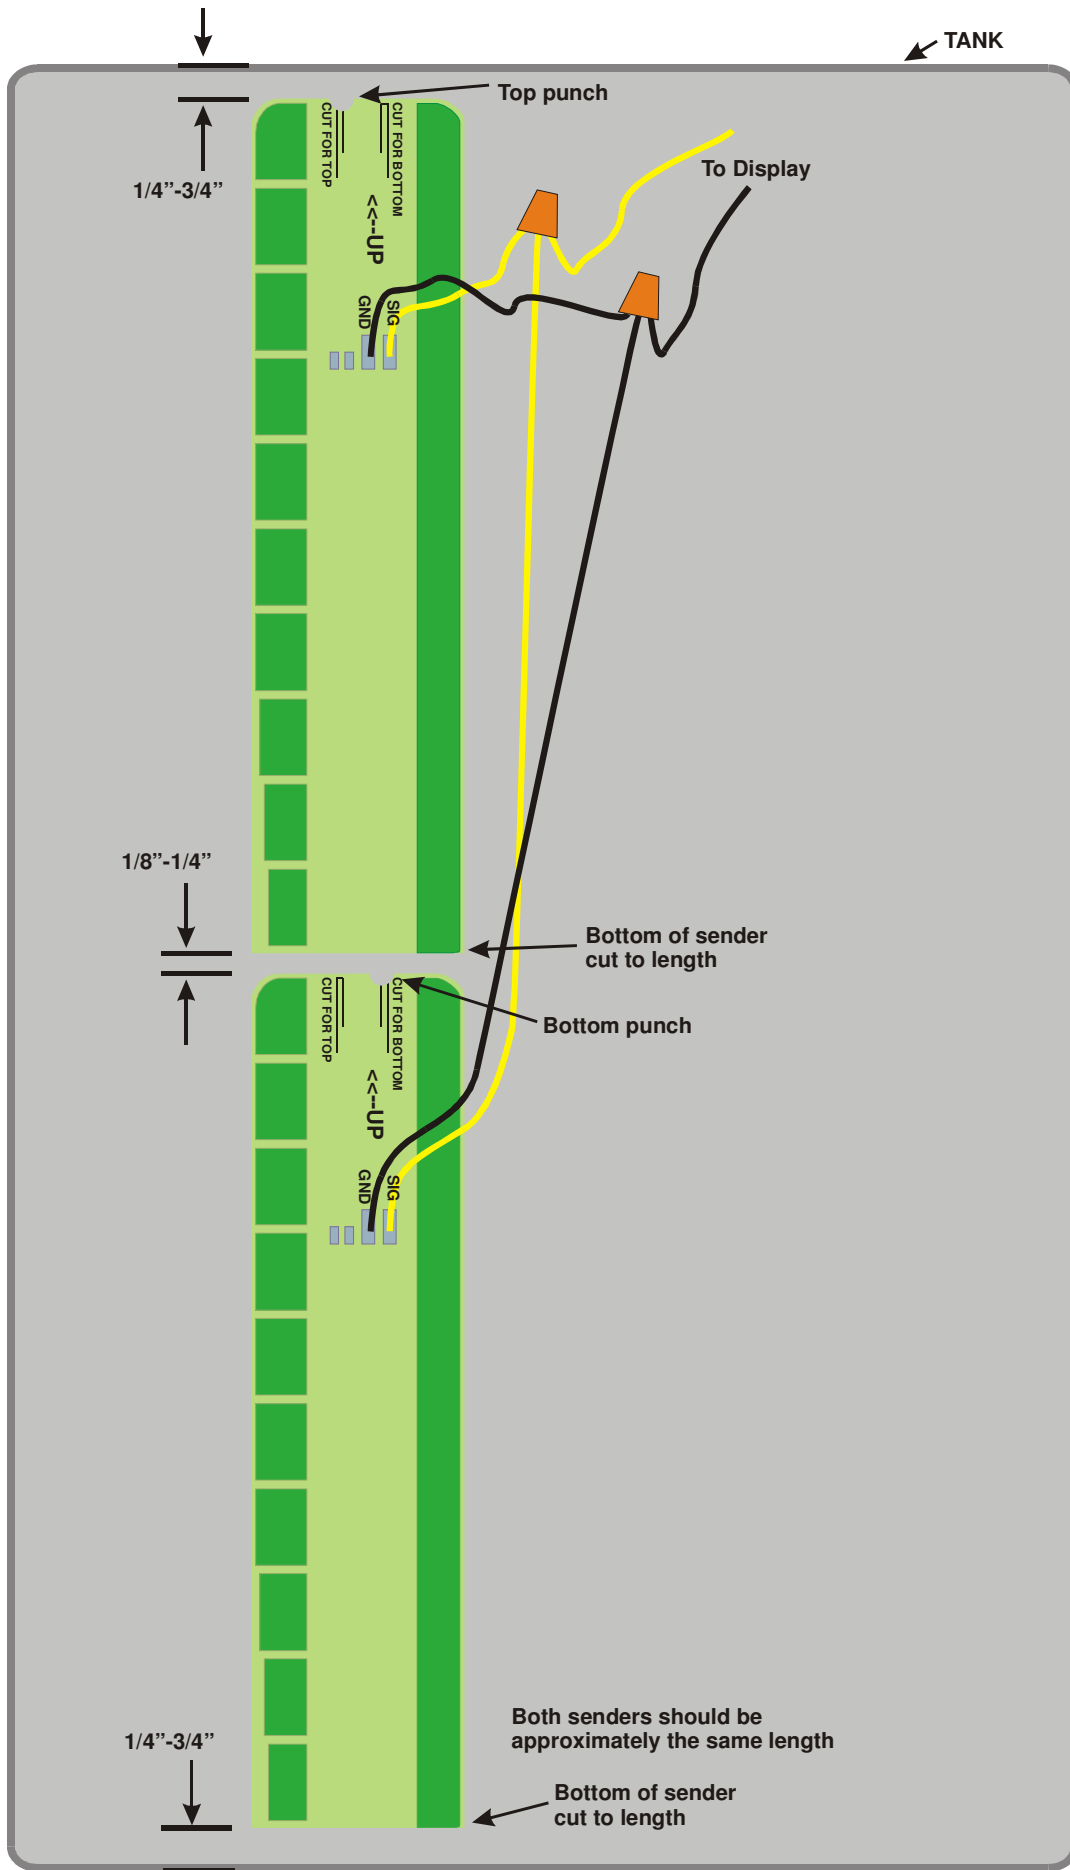 TANK
Top punch
1/4”-3/4”
To Display
CUT FOR TOP
CUT FOR BOTTOM
<<--UP
GND
SIG
1/8”-1/4”
Bottom of sender
cut to length
Bottom punch
CUT FOR TOP
CUT FOR BOTTOM
<<--UP
GND
SIG
Both senders should be
approximately the same length
1/4”-3/4”
Bottom of sender
cut to length